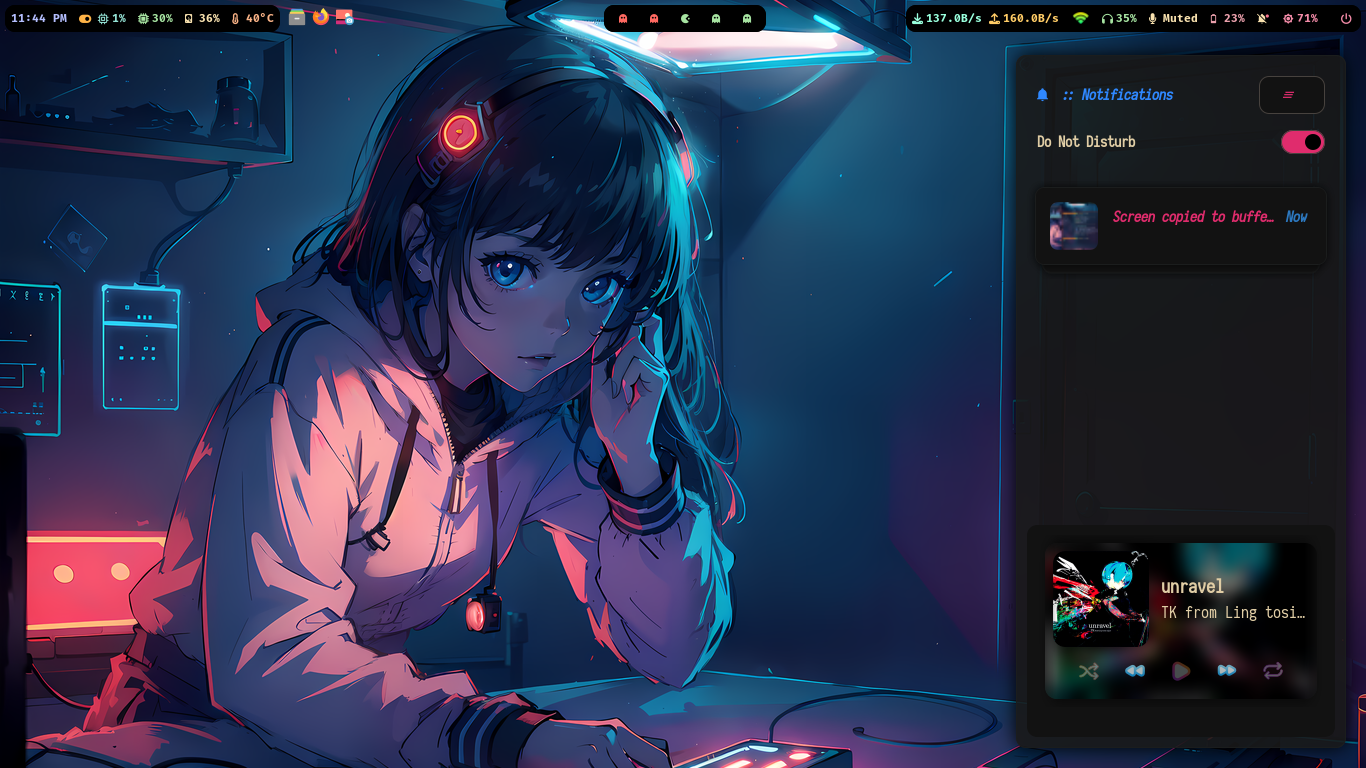 11:44 PM 1% 30% 36% 40°C
137.0B/s 160.0B/s 35% Muted 23% 71%
:: Notifications
Do Not Disturb
Screen copied to buffe… Now
unravel
TK from Ling tosi…
unravel